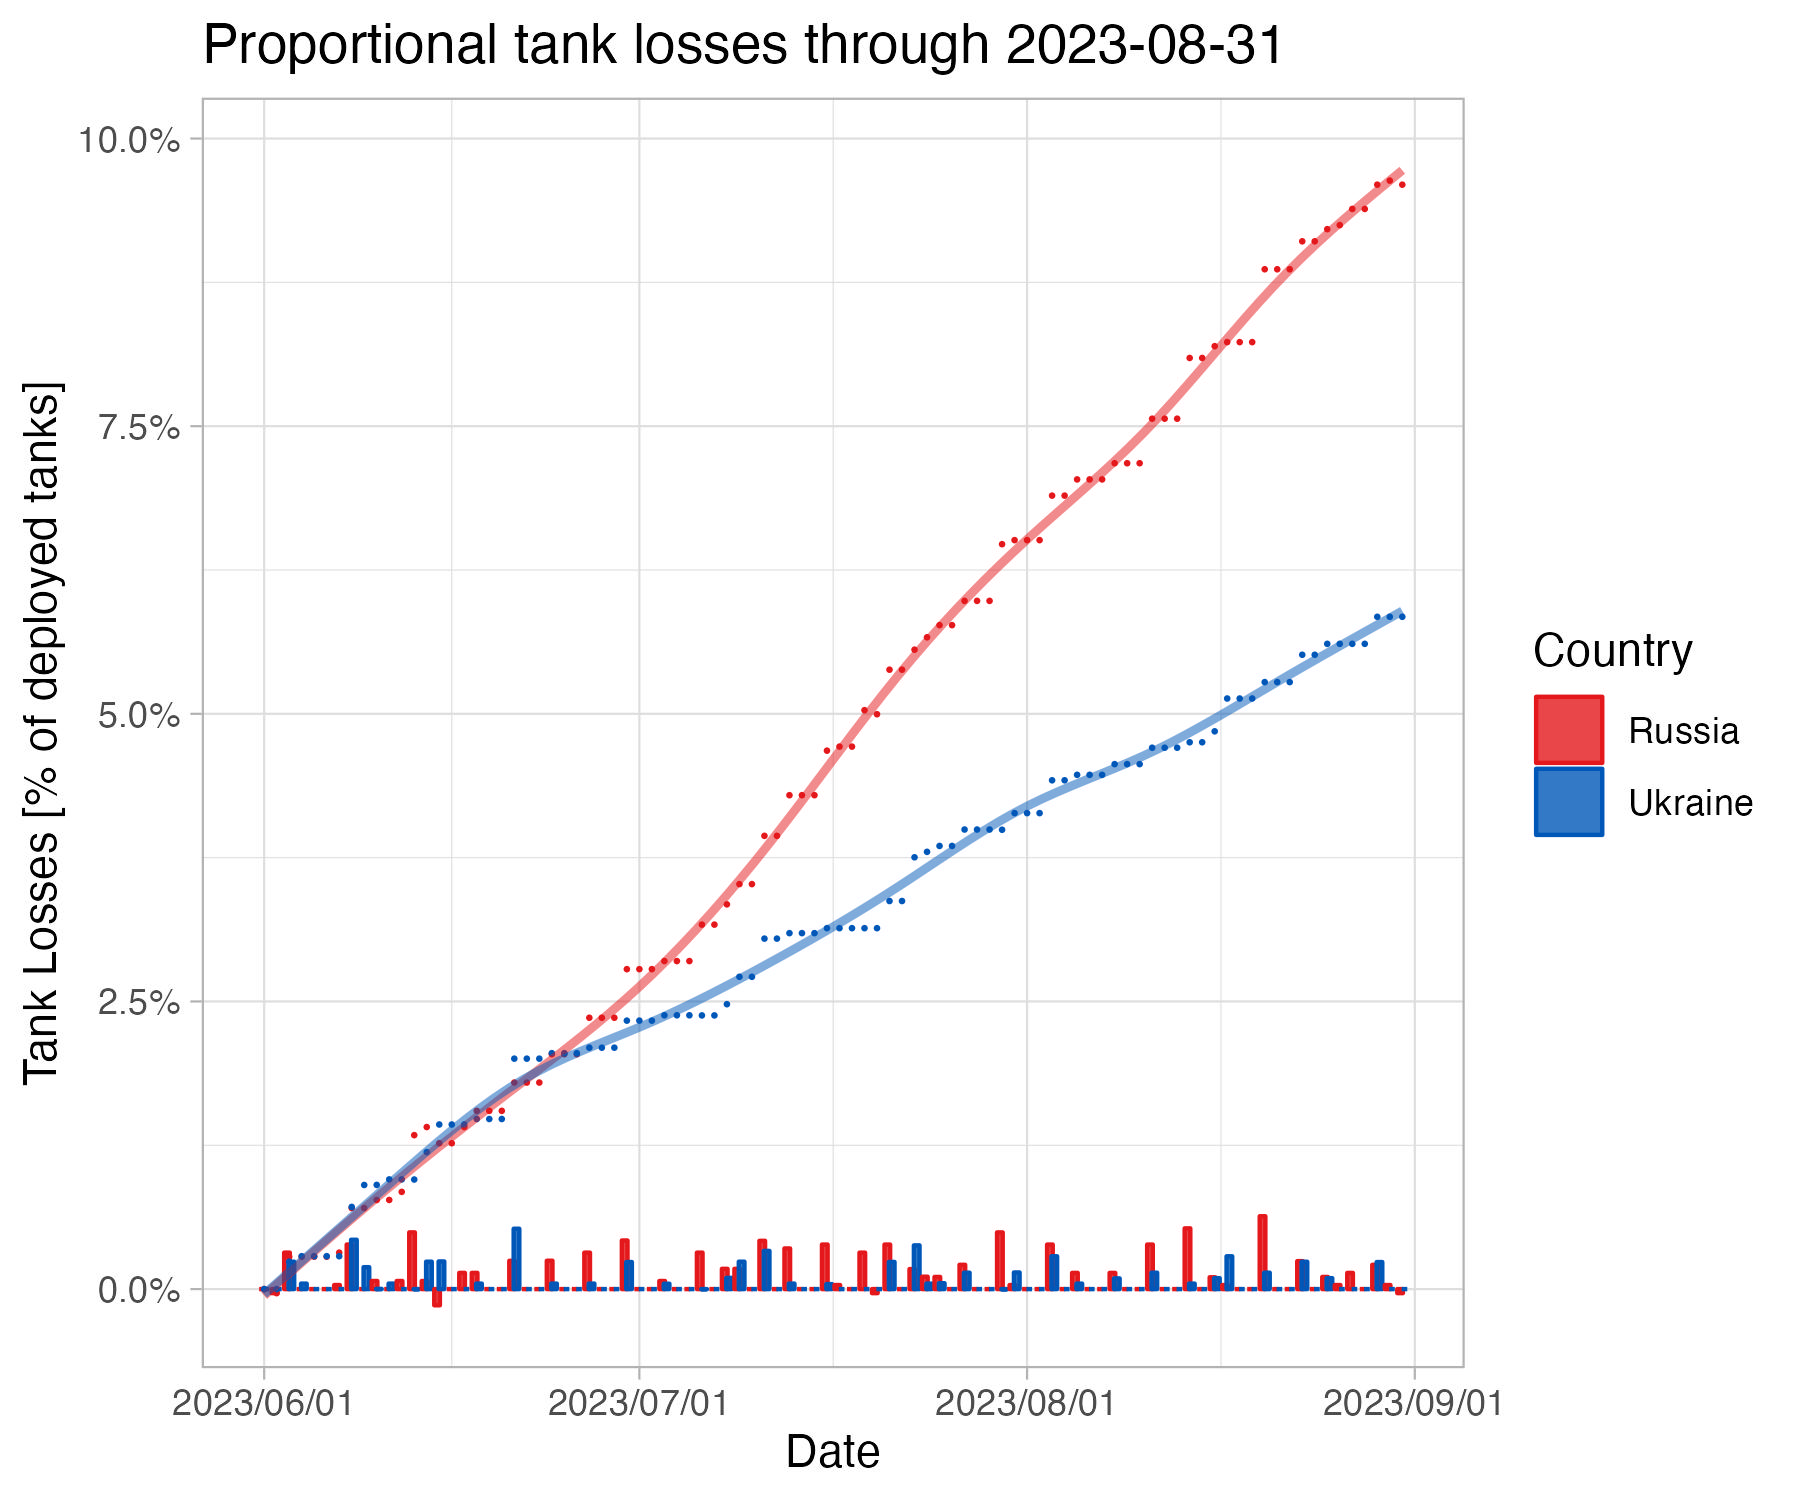 Proportional tank losses through 2023-08-31
Tank Losses [% of deployed tanks]
10.0%
7.5%
5.0%
2.5%
0.0%
2023/06/01
2023/07/01
2023/08/01
2023/09/01
Date
Country
Russia
Ukraine